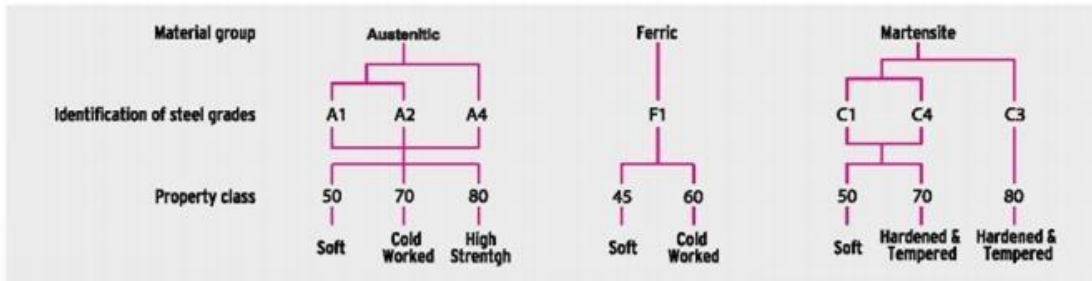 Material group Austenitic Ferric Martensite
Identification of steel grades A1 A2 A4 F1 C1 C4 C3
Property class 50 70 80 45 60 50 70 80
Soft Cold Worked High Strentgh Soft Cold Worked Soft Hardened & Tempered Hardened & Tempered